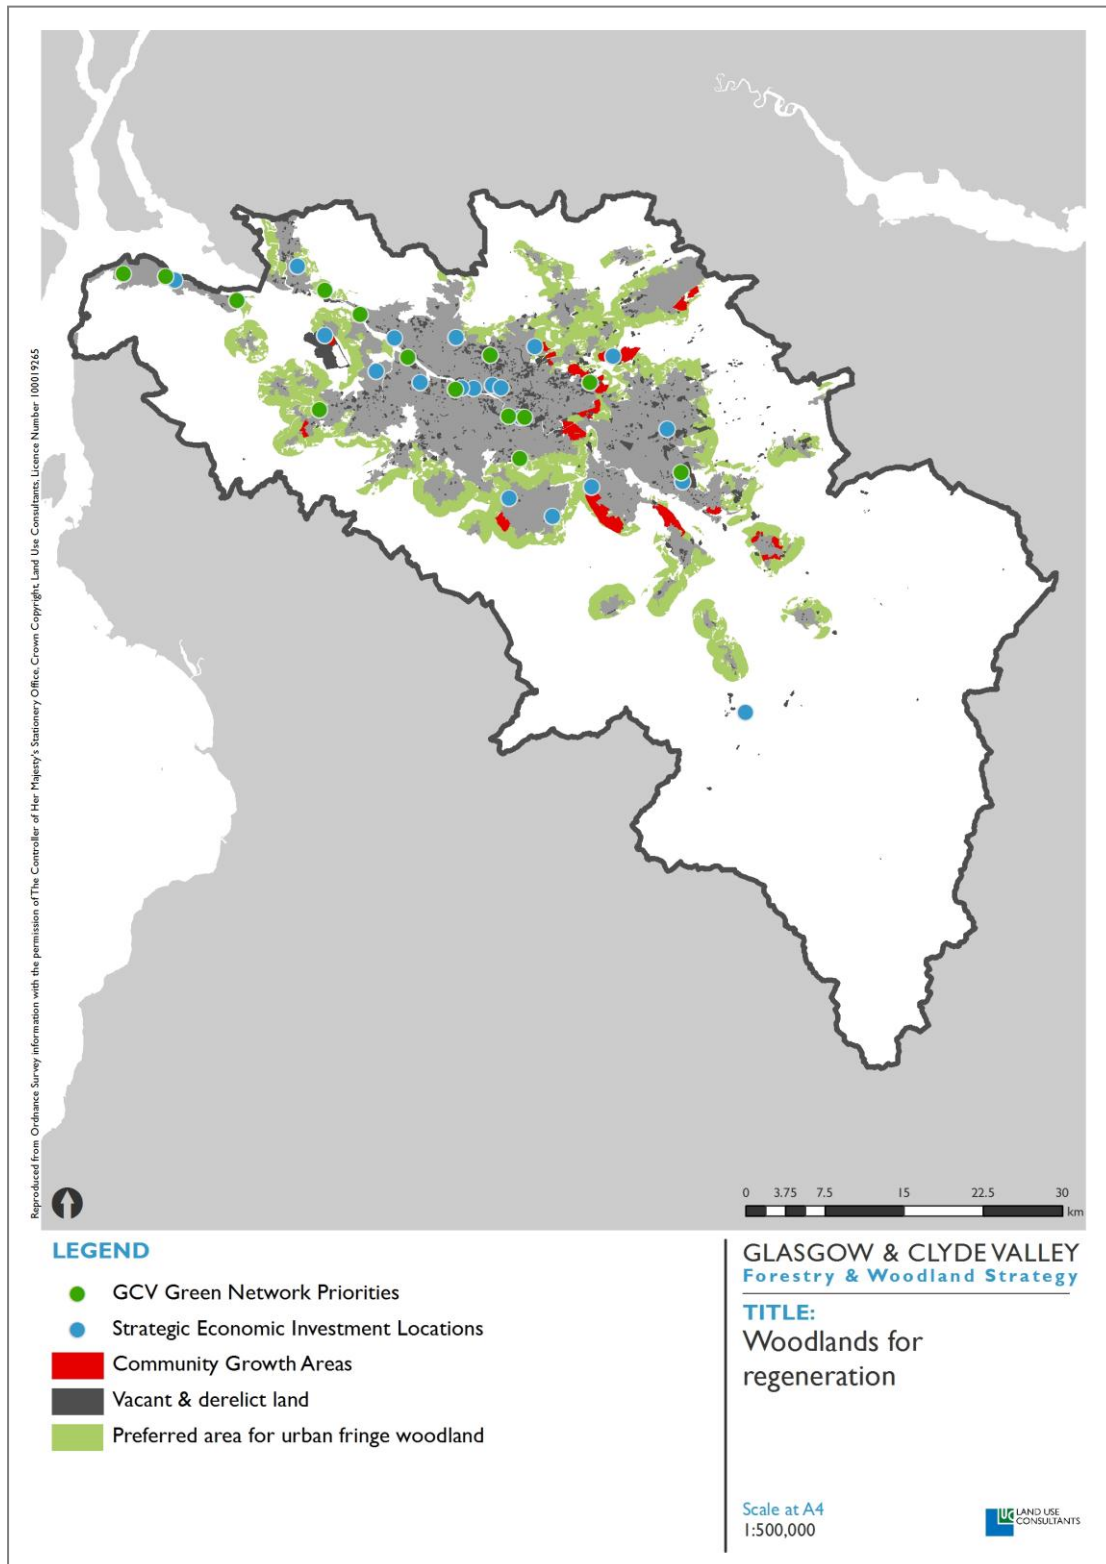 Reproduced from Ordnance Survey information with the permission of The Controller of Her Majesty's Stationery Office, Crown Copyright, Land Use Consultants, Licence Number 100019265
0 3.75 7.5 15 22.5 30
km
LEGEND
GCV Green Network Priorities
Strategic Economic Investment Locations
Community Growth Areas
Vacant & derelict land
Preferred area for urban fringe woodland
GLASGOW & CLYDE VALLEY
Forestry & Woodland Strategy
TITLE:
Woodlands for
regeneration
Scale at A4
1:500,000
LUC
LAND USE
CONSULTANTS